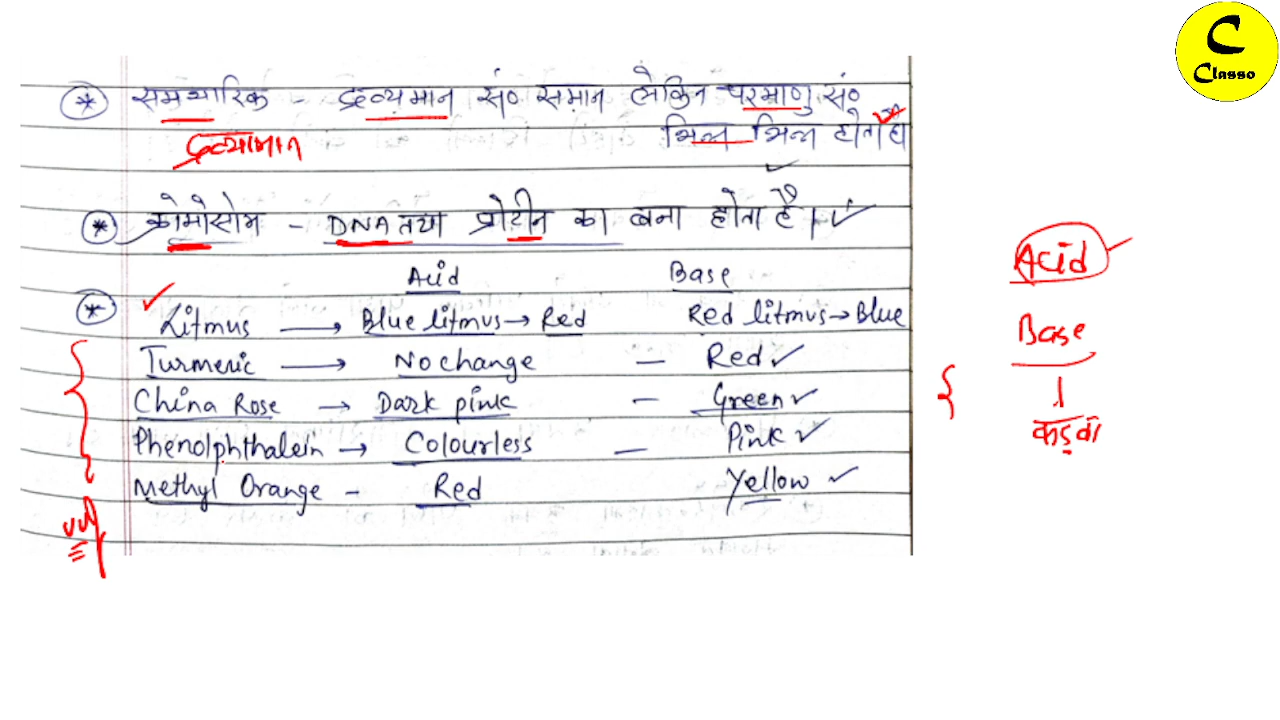 C
Classo
* समभारिक - द्रव्यमान सं० समान लेकिन परमाणु सं०
भिन्न भिन्न होता है।
द्रव्यमान
* क्रोमोसोम - DNA तथा प्रोटीन का बना होता है।
Acid Base
* Litmus → Blue litmus → Red Red litmus → Blue
Turmeric → No change - Red ✓
China Rose → Dark pink - Green ✓
Phenolphthalein → Colourless - Pink ✓
Methyl Orange - Red Yellow ✓
Acid
Base
कड़वा